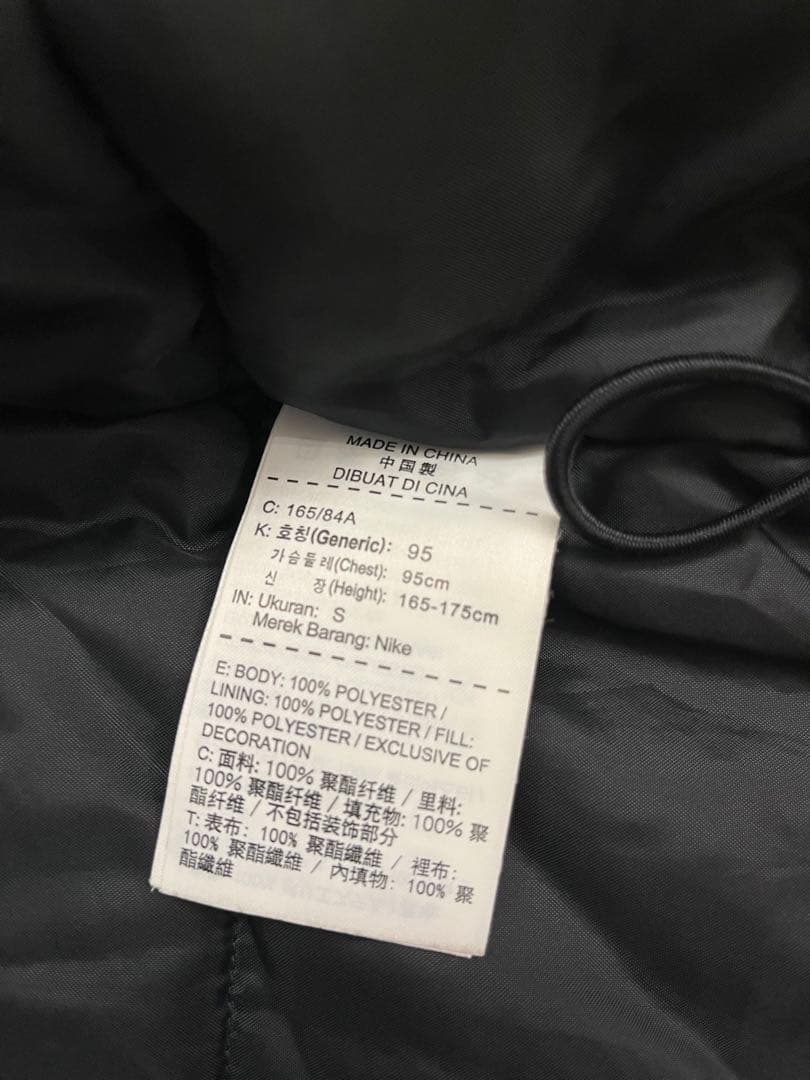 MADE IN CHINA
中国製
DIBUAT DI CINA
C: 165/84A
K: 호칭(Generic): 95
가슴둘레(Chest): 95cm
신 장(Height): 165-175cm
IN: Ukuran: S
Merek Barang: Nike
E: BODY: 100% POLYESTER /
LINING: 100% POLYESTER / FILL:
100% POLYESTER / EXCLUSIVE OF
DECORATION
C: 面料: 100% 聚酯纤维 / 里料:
100% 聚酯纤维 / 填充物: 100% 聚
酯纤维 / 不包括装饰部分
T: 表布: 100% 聚酯纖維 / 裡布:
100% 聚酯纖維 / 內填物: 100% 聚
酯纖維